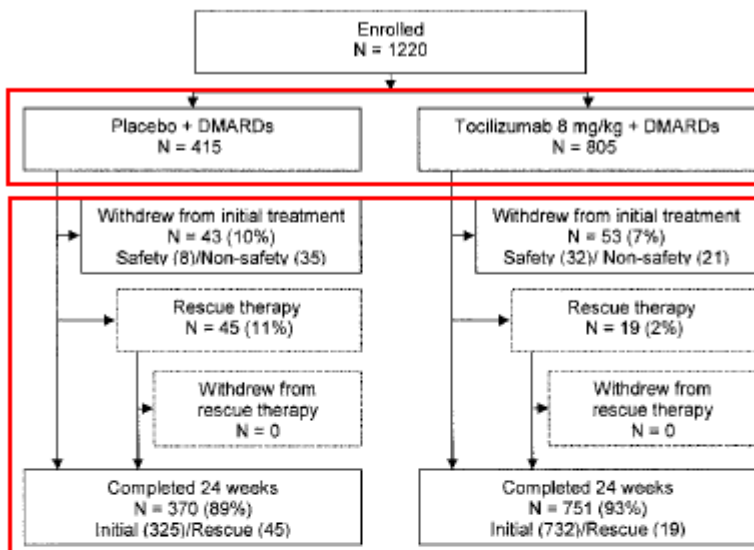 Enrolled
N = 1220
Placebo + DMARDs
N = 415
Tocilizumab 8 mg/kg + DMARDs
N = 805
Withdrew from initial treatment
N = 43 (10%)
Safety (8)/Non-safety (35)
Withdrew from initial treatment
N = 53 (7%)
Safety (32)/ Non-safety (21)
Rescue therapy
N = 45 (11%)
Rescue therapy
N = 19 (2%)
Withdrew from
rescue therapy
N = 0
Withdrew from
rescue therapy
N = 0
Completed 24 weeks
N = 370 (89%)
Initial (325)/Rescue (45)
Completed 24 weeks
N = 751 (93%)
Initial (732)/Rescue (19)